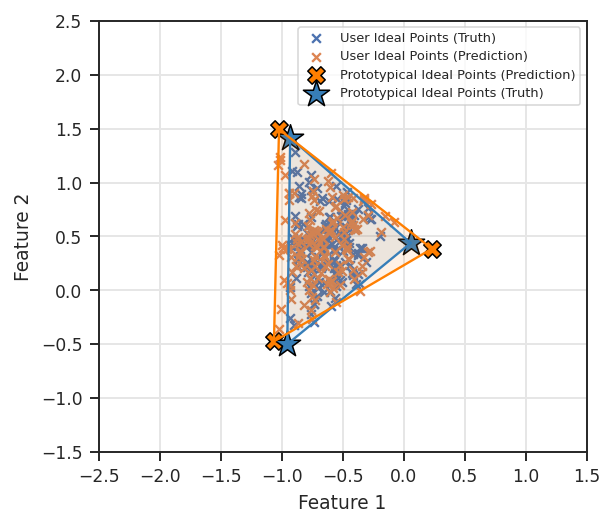 User Ideal Points (Truth)
User Ideal Points (Prediction)
Prototypical Ideal Points (Prediction)
Prototypical Ideal Points (Truth)
2.5
2.0
1.5
1.0
0.5
0.0
−0.5
−1.0
−1.5
Feature 2
−2.5 −2.0 −1.5 −1.0 −0.5 0.0 0.5 1.0 1.5
Feature 1